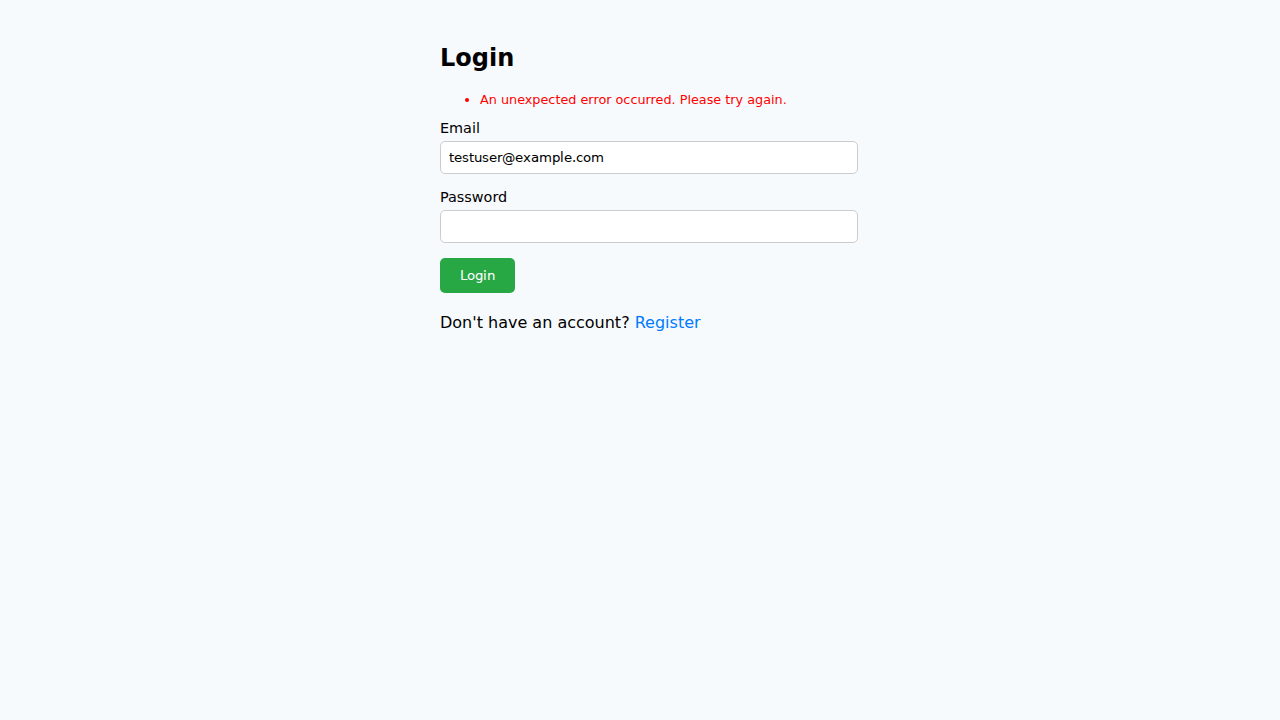 Login
An unexpected error occurred. Please try again.
Email
testuser@example.com
Password
Login
Don't have an account? Register